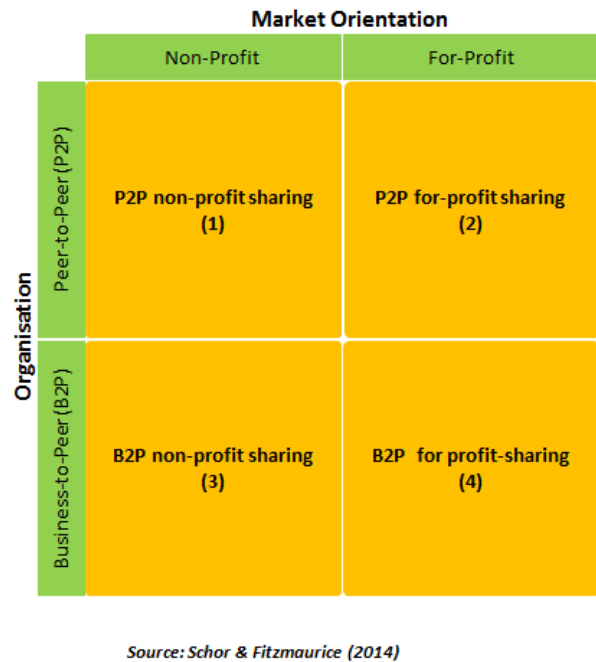 Market Orientation
Non-Profit
For-Profit
Organisation
Peer-to-Peer (P2P)
P2P non-profit sharing
(1)
P2P for-profit sharing
(2)
Business-to-Peer (B2P)
B2P non-profit sharing
(3)
B2P for profit-sharing
(4)
Source: Schor & Fitzmaurice (2014)